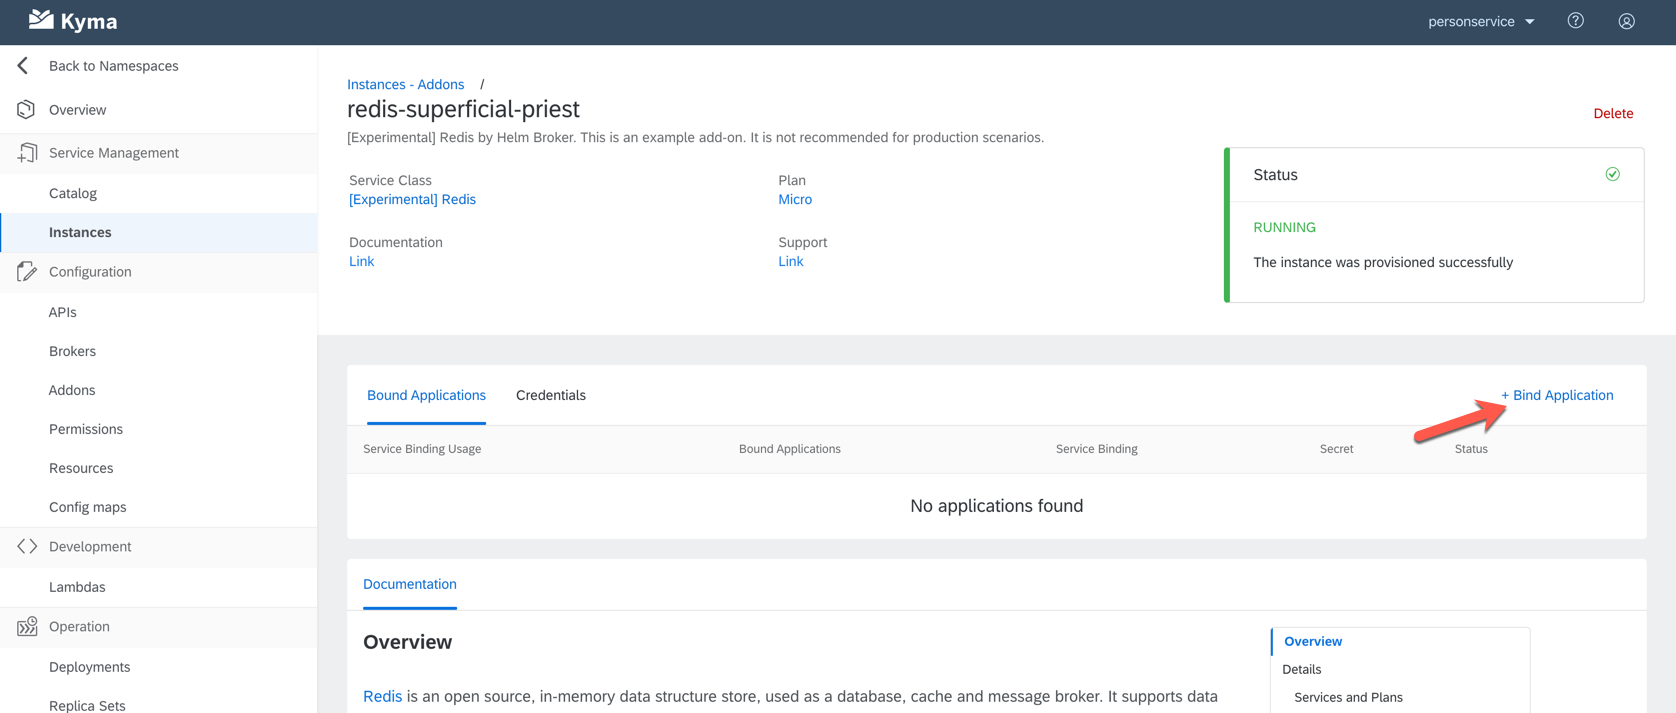 Kyma
personservice
Back to Namespaces
Overview
Service Management
Catalog
Instances
Configuration
APIs
Brokers
Addons
Permissions
Resources
Config maps
Development
Lambdas
Operation
Deployments
Replica Sets
Instances - Addons /
redis-superficial-priest
Delete
[Experimental] Redis by Helm Broker. This is an example add-on. It is not recommended for production scenarios.
Service Class
[Experimental] Redis
Plan
Micro
Documentation
Link
Support
Link
Status
RUNNING
The instance was provisioned successfully
Bound Applications Credentials + Bind Application
Service Binding Usage Bound Applications Service Binding Secret Status
No applications found
Documentation
Overview
Redis is an open source, in-memory data structure store, used as a database, cache and message broker. It supports data
Overview
Details
Services and Plans